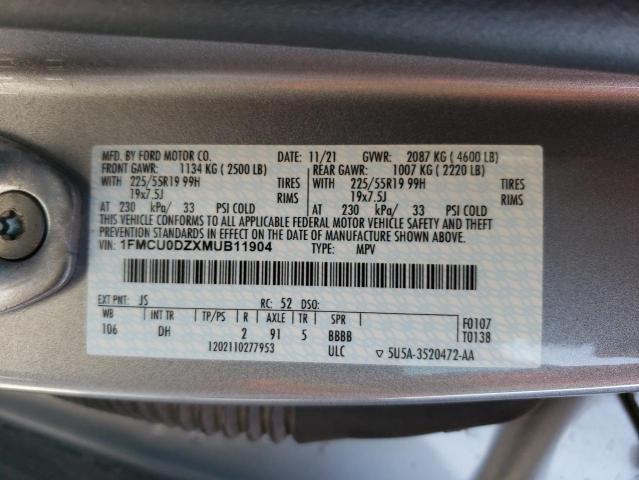 MFD. BY FORD MOTOR CO. DATE: 11/21 GVWR: 2087 KG ( 4600 LB)
FRONT GAWR: 1134 KG ( 2500 LB) REAR GAWR: 1007 KG ( 2220 LB)
WITH 225/55R19 99H TIRES WITH 225/55R19 99H TIRES
19x7.5J RIMS 19x7.5J RIMS
AT 230 kPa/ 33 PSI COLD AT 230 kPa/ 33 PSI COLD
THIS VEHICLE CONFORMS TO ALL APPLICABLE FEDERAL MOTOR VEHICLE SAFETY, BUMPER
AND THEFT PREVENTION STANDARDS IN EFFECT ON THE DATE OF MANUFACTURE SHOWN ABOVE.
VIN: 1FMCU0DZXMUB11904 TYPE: MPV
EXT PNT: JS RC: 52 DSO: F0107
WB INT TR TP/PS R AXLE TR SPR T0138
106 DH 2 91 5 BBBB
1202110277953 ULC ▽ 5U5A-3520472-AA